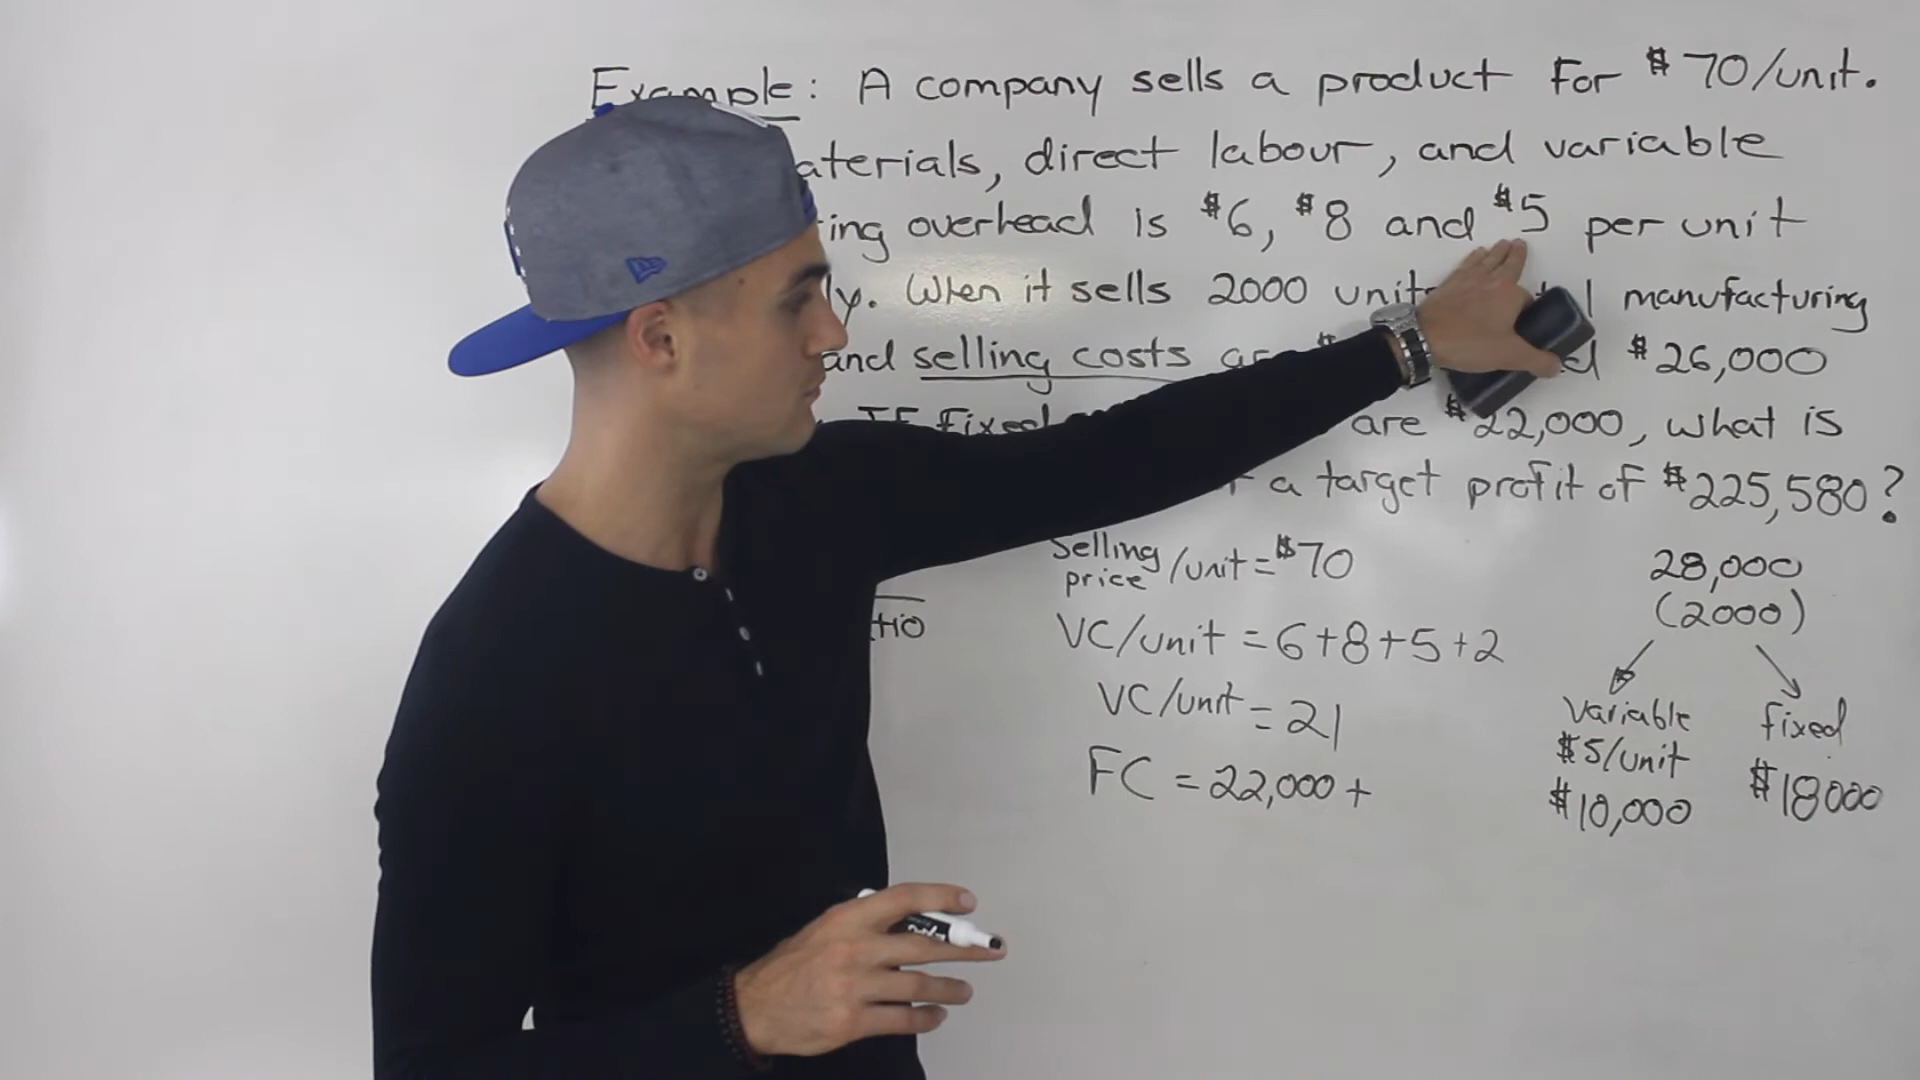 Example: A company sells a product for $70/unit.
aterials, direct labour, and variable
ing overhead is $6, $8 and $5 per unit
ly. When it sells 2000 units manufacturing
and selling costs $26,000
If fixed are $22,000, what is
a target profit of $225,580?
Selling price /unit = $70
28,000
(2000)
tio
VC/unit = 6+8+5+2
VC/unit = 21
variable
fixed
$5/unit
FC = 22,000 +
$10,000
$18000